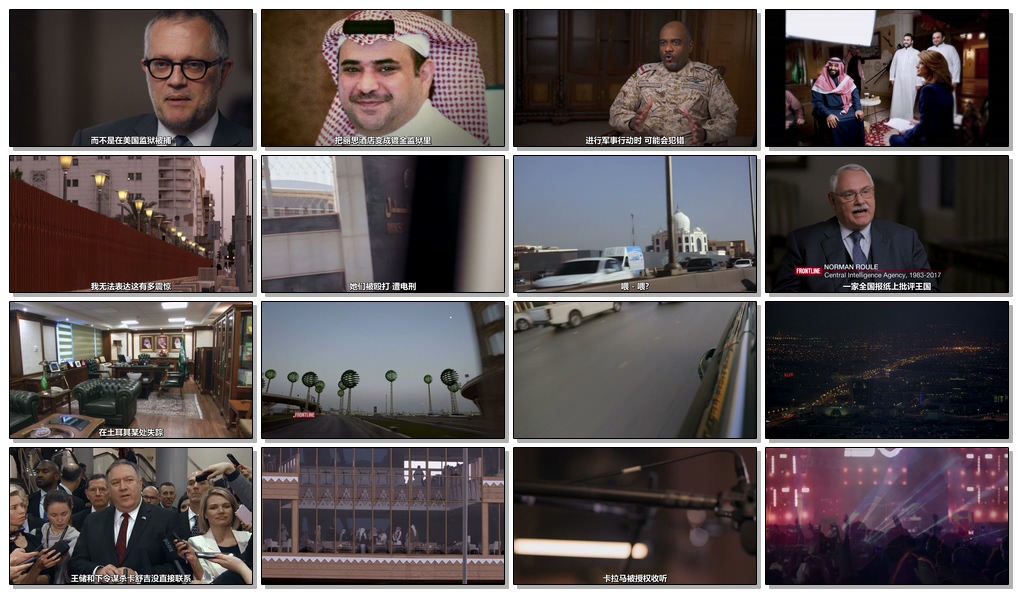 而不是在美国监狱被捕
把丽思酒店变成镀金监狱里
进行军事行动时 可能会犯错
我无法表达这有多震惊
她们被殴打 遭电刑
喂‧喂?
FRONTLINE
NORMAN ROULE
Central Intelligence Agency, 1983-2017
一家全国报纸上批评王国
在土耳其某处失踪
FRONTLINE
王储和下令谋杀卡舒吉没直接联系
卡拉马被授权收听